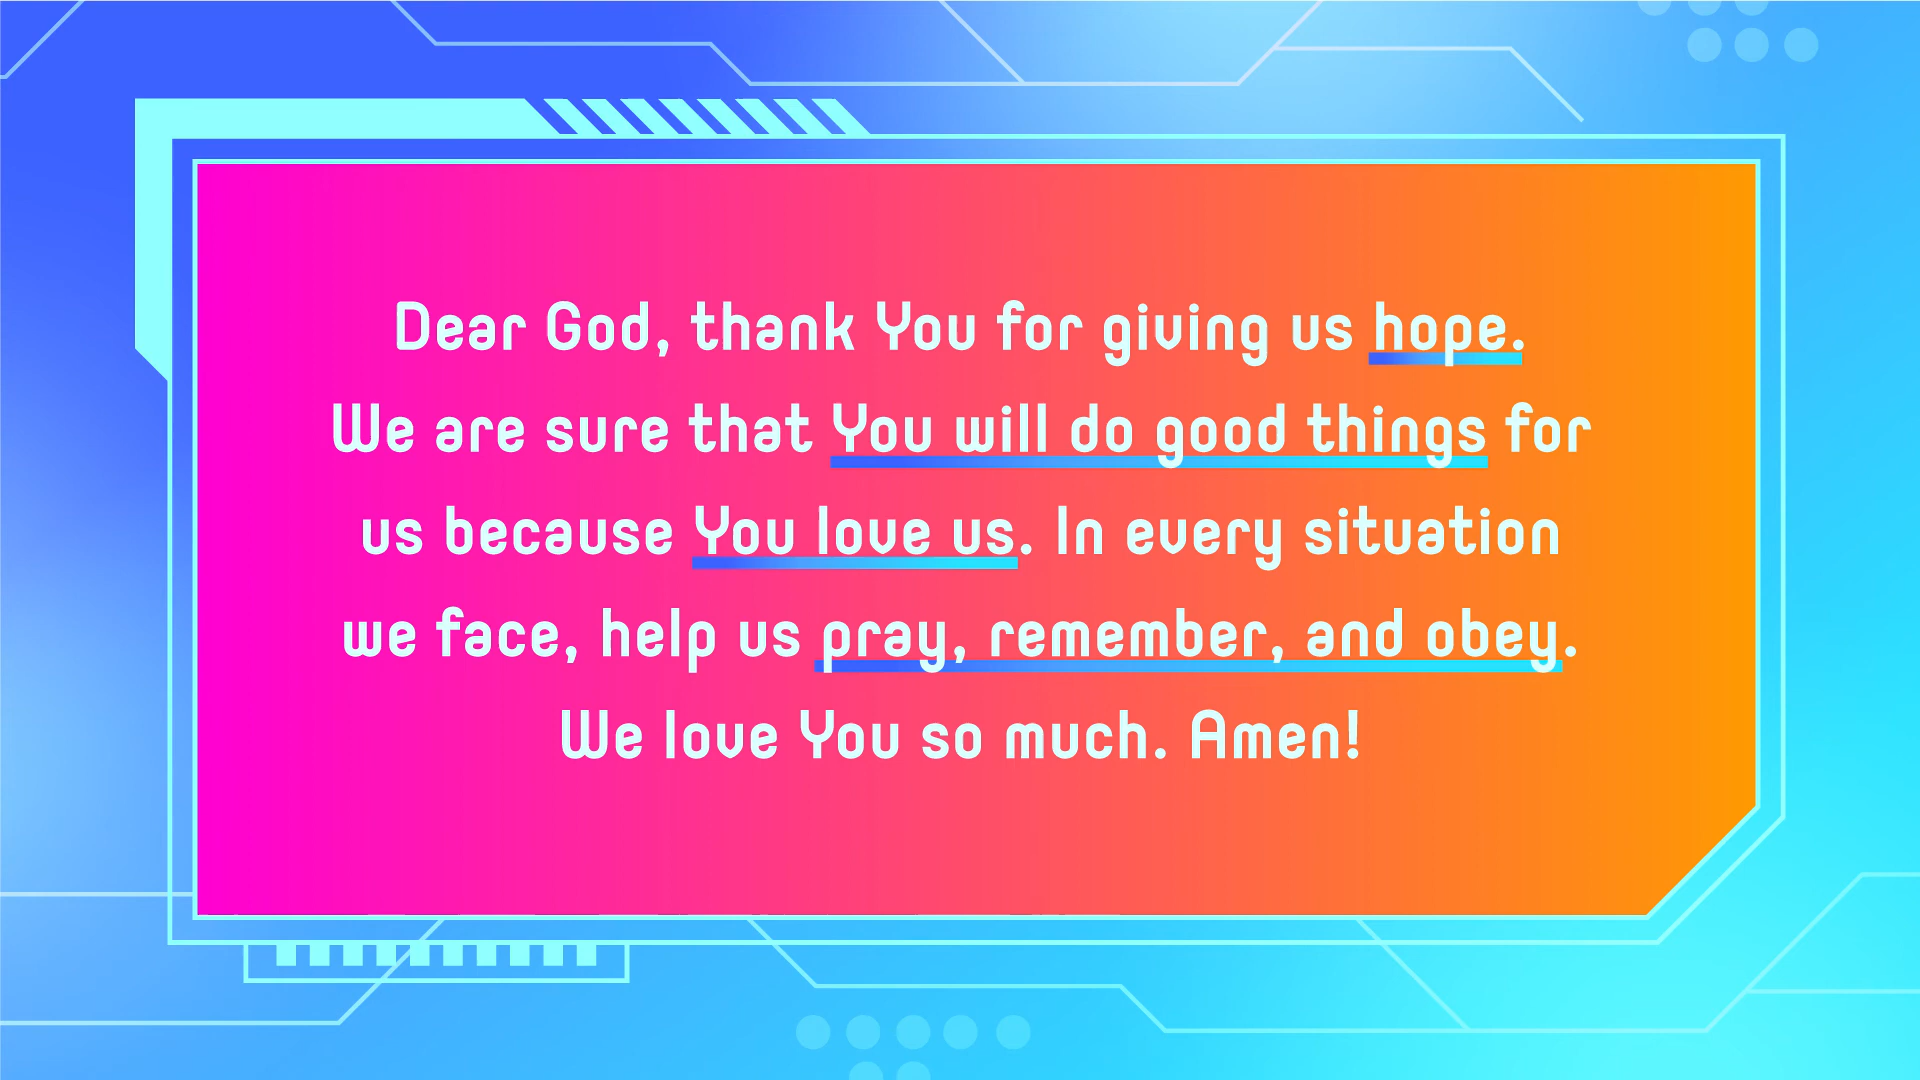 Dear God, thank You for giving us hope.
We are sure that You will do good things for
us because You love us. In every situation
we face, help us pray, remember, and obey.
We love You so much. Amen!